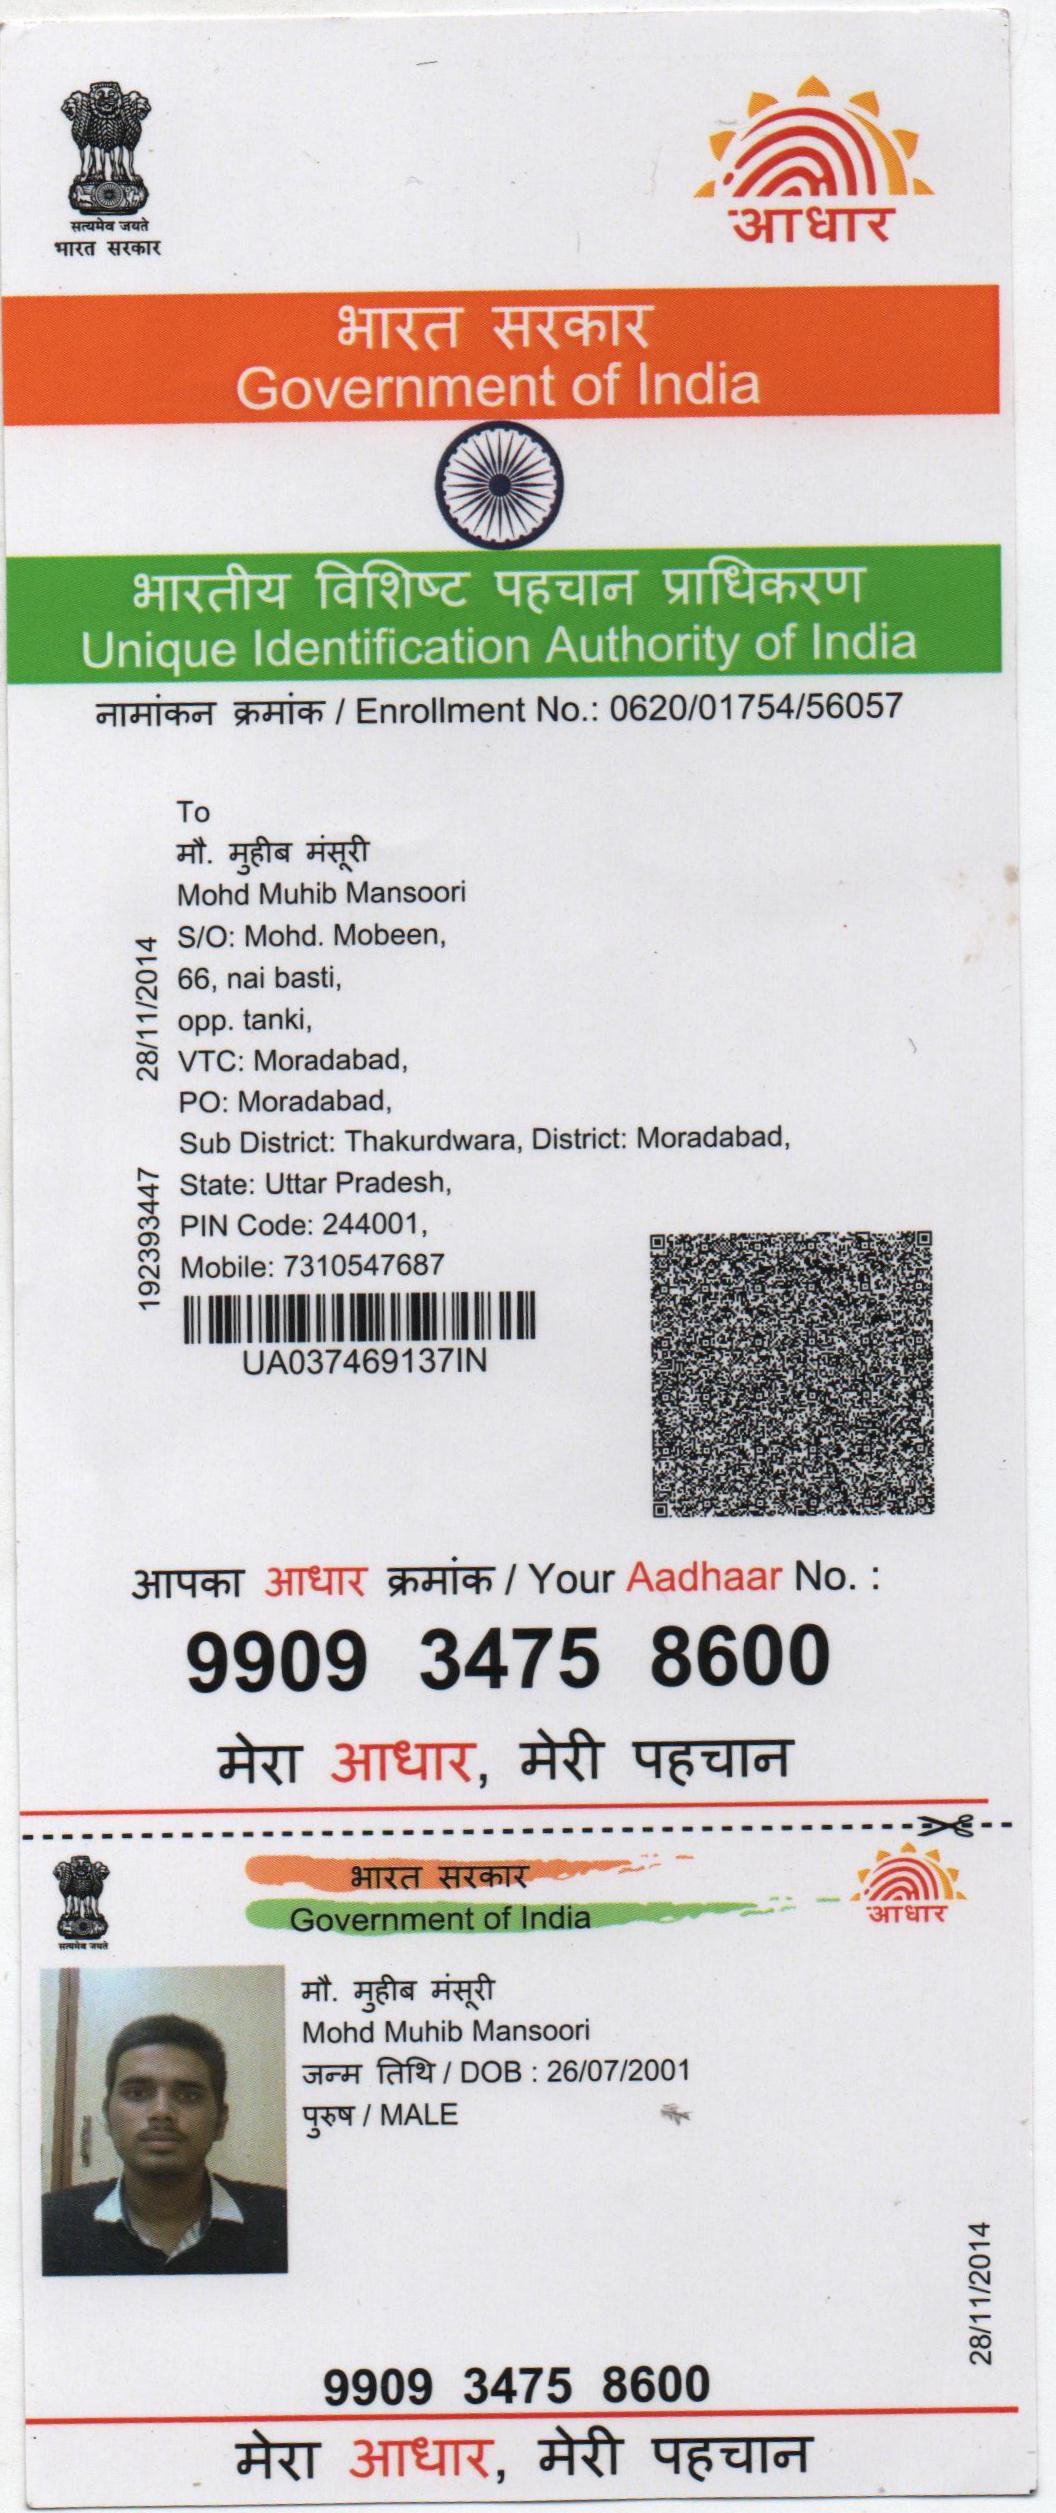 सत्यमेव जयते
भारत सरकार
आधार
भारत सरकार
Government of India
भारतीय विशिष्ट पहचान प्राधिकरण
Unique Identification Authority of India
नामांकन क्रमांक / Enrollment No.: 0620/01754/56057
To
मौ. मुहीब मंसूरी
Mohd Muhib Mansoori
S/O: Mohd. Mobeen,
66, nai basti,
opp. tanki,
VTC: Moradabad,
PO: Moradabad,
Sub District: Thakurdwara, District: Moradabad,
State: Uttar Pradesh,
PIN Code: 244001,
Mobile: 7310547687
28/11/2014
192393447
UA037469137IN
आपका आधार क्रमांक / Your Aadhaar No. :
9909 3475 8600
मेरा आधार, मेरी पहचान
सत्यमेव जयते
भारत सरकार
Government of India
आधार
मौ. मुहीब मंसूरी
Mohd Muhib Mansoori
जन्म तिथि / DOB : 26/07/2001
पुरुष / MALE
28/11/2014
9909 3475 8600
मेरा आधार, मेरी पहचान